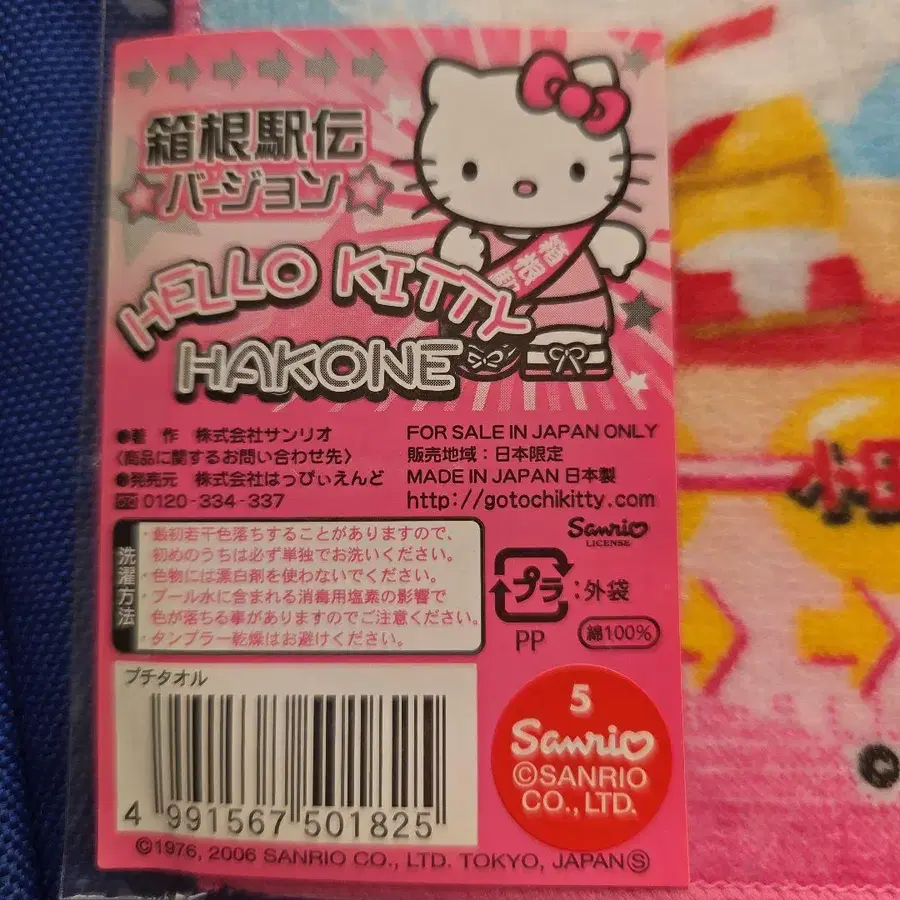 箱根駅伝
バージョン
HELLO KITTY
HAKONE
●著 作 株式会社サンリオ
〈商品に関するお問い合わせ先〉
●発売元 株式会社はっぴぃえんど
0120-334-337
FOR SALE IN JAPAN ONLY
販売地域：日本限定
MADE IN JAPAN 日本製
http://gotochikitty.com
Sanrio
LICENSE
洗濯方法
・最初若干色落ちすることがありますので、
初めのうちは必ず単独でお洗いください。
・色物には漂白剤を使わないでください。
・プール水に含まれる消毒用塩素の影響で
色が落ちる事がありますのでご注意ください。
・タンブラー乾燥はお避けください。
プラ：外袋
PP
綿100%
プチタオル
4 991567 501825
5
Sanrio
©SANRIO
CO., LTD.
©1976, 2006 SANRIO CO., LTD. TOKYO, JAPAN Ⓢ
小
©